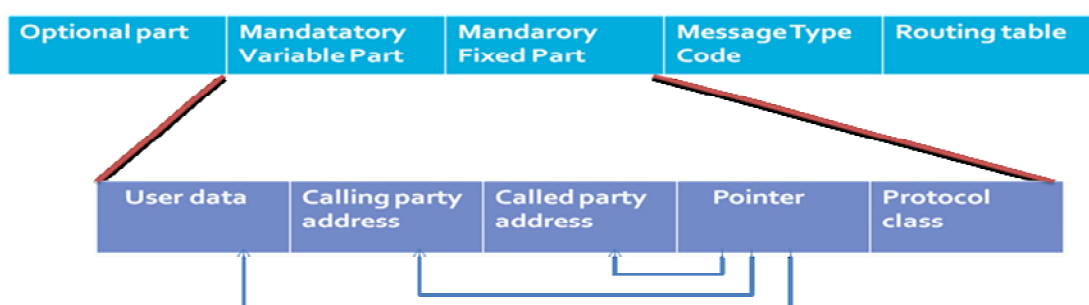 Optional part
Mandatatory
Variable Part
Mandarory
Fixed Part
Message Type
Code
Routing table
User data
Calling party
address
Called party
address
Pointer
Protocol
class